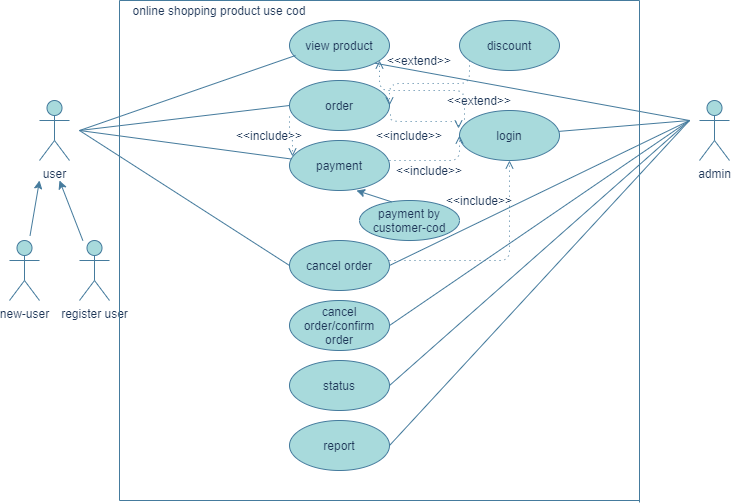 online shopping product use cod
view product
discount
<<extend>>
order
<<extend>>
<<include>>
<<include>>
login
payment
<<include>>
user
admin
<<include>>
payment by
customer-cod
cancel order
new-user
register user
cancel
order/confirm
order
status
report